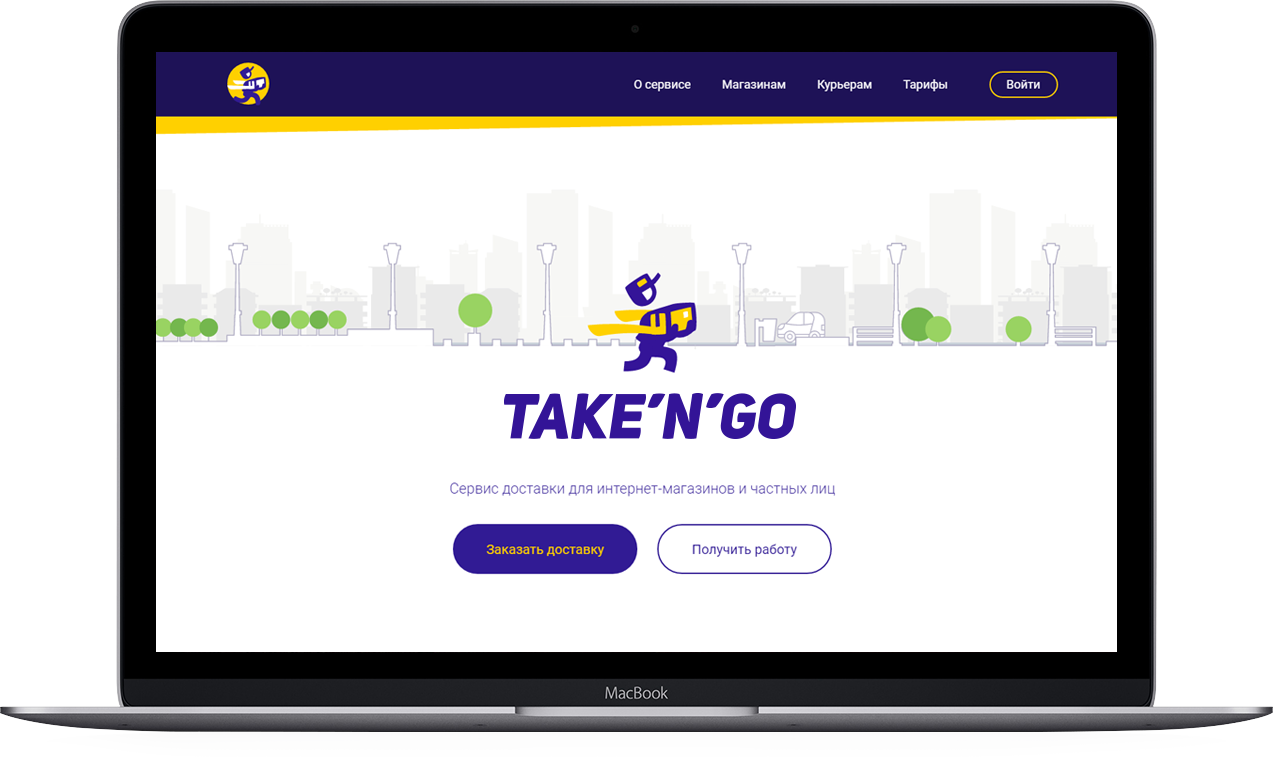 О сервисе
Магазинам
Курьерам
Тарифы
Войти
TAKE’N’GO
Сервис доставки для интернет-магазинов и частных лиц
Заказать доставку
Получить работу
MacBook